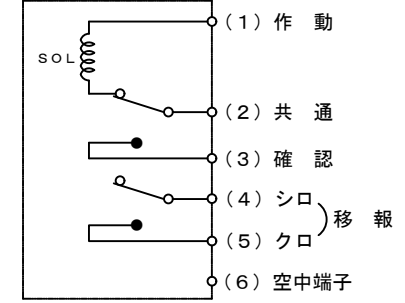 (1) 作 動
SOL
(2) 共 通
(3) 確 認
(4) シロ
移 報
(5) クロ
(6) 空中端子